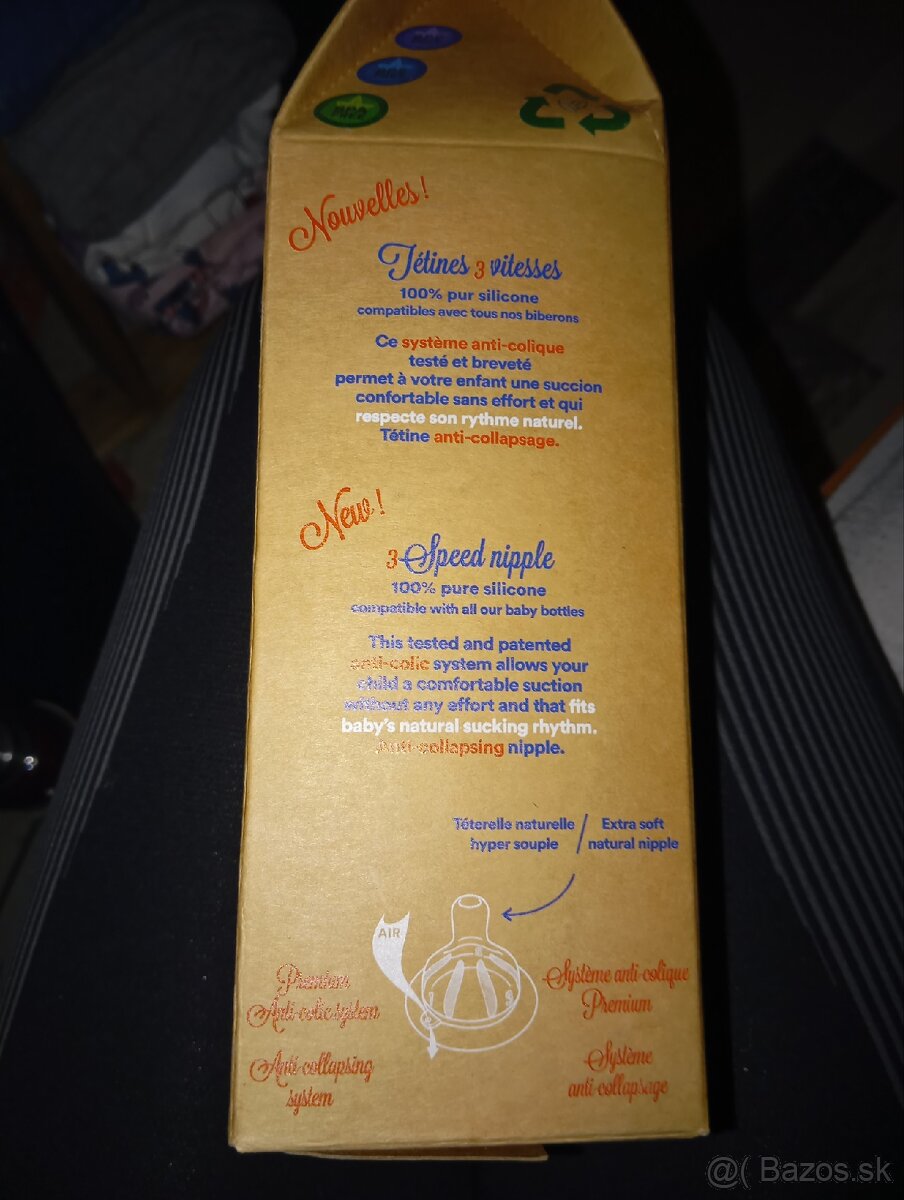 Nouvelles !
Tétines 3 vitesses
100% pur silicone
compatibles avec tous nos biberons
Ce système anti-colique
testé et breveté
permet à votre enfant une succion
confortable sans effort et qui
respecte son rythme naturel.
Tétine anti-collapsage.
New !
3-Speed nipple
100% pure silicone
compatible with all our baby bottles
This tested and patented
anti-colic system allows your
child a comfortable suction
without any effort and that fits
baby's natural sucking rhythm.
Anti-collapsing nipple.
Téterelle naturelle / Extra soft
hyper souple natural nipple
AIR
Premium
Anti-colic system
Système anti-colique
Premium
Anti-collapsing
system
Système
anti collapsage
@( Bazos.sk